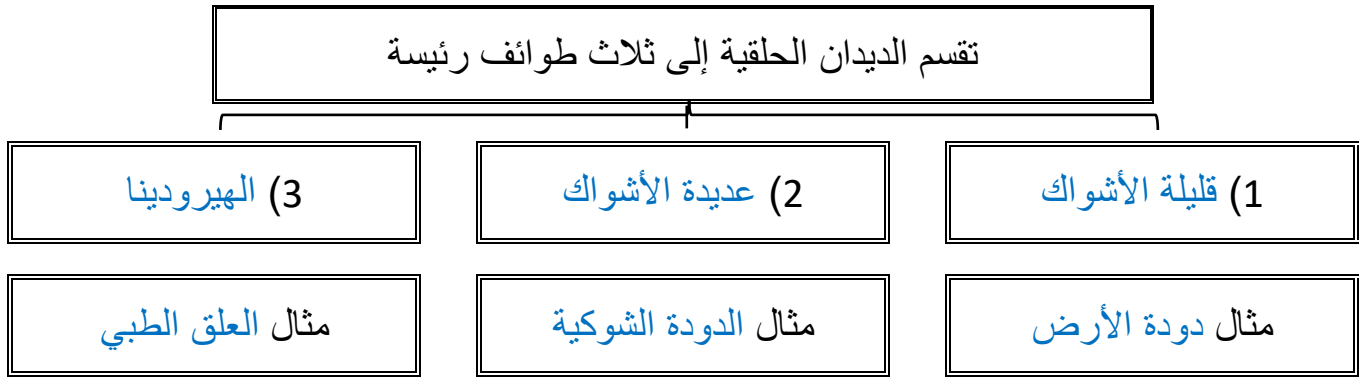 تقسم الديدان الحلقية إلى ثلاث طوائف رئيسة
1) قليلة الأشواك
2) عديدة الأشواك
3) الهيرودينا
مثال دودة الأرض
مثال الدودة الشوكية
مثال العلق الطبي